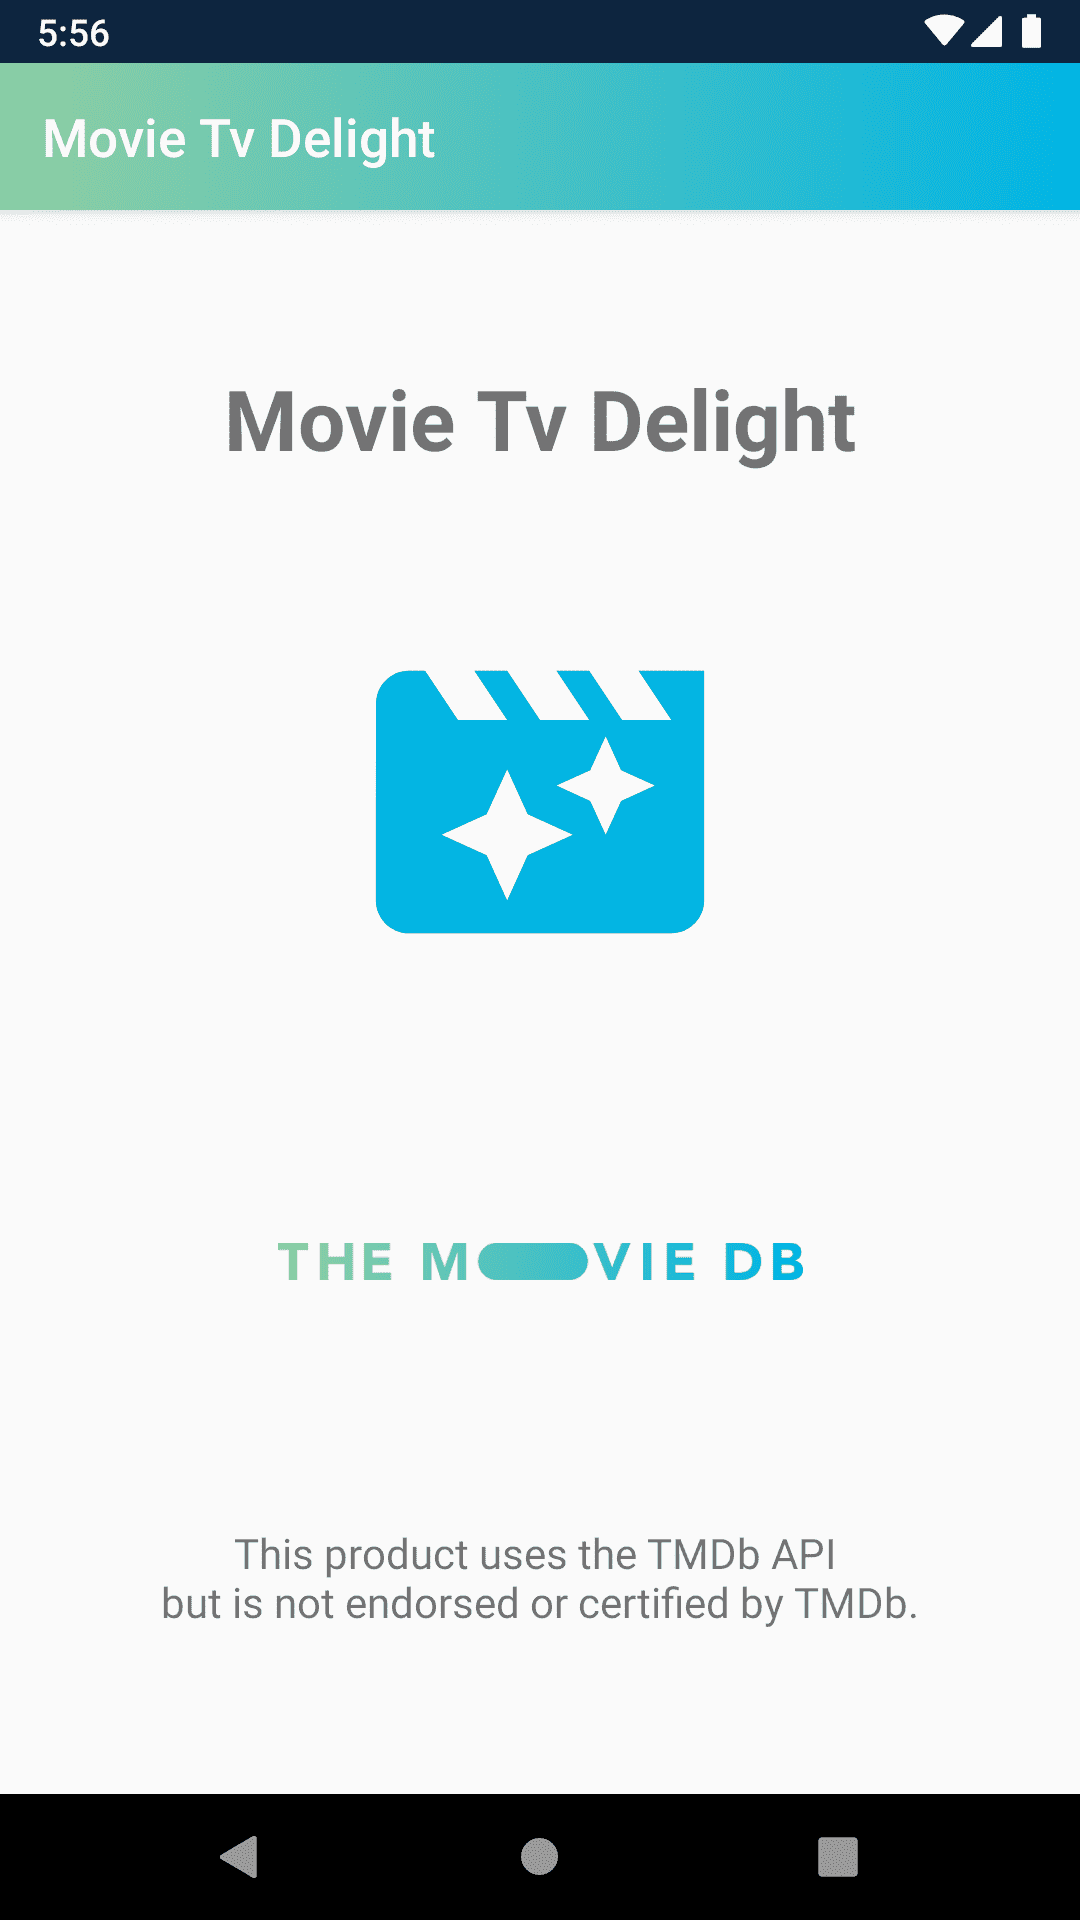 5:56
Movie Tv Delight
Movie Tv Delight
THE MOVIE DB
This product uses the TMDb API
but is not endorsed or certified by TMDb.